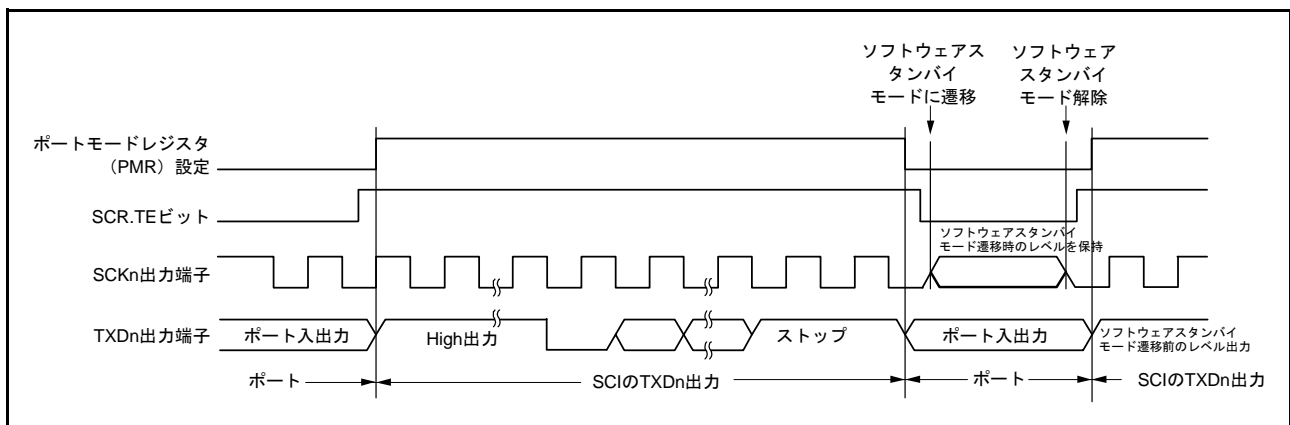 ソフトウェアス
タンバイ
モードに遷移
ソフトウェア
スタンバイ
モード解除
ポートモードレジスタ
（PMR）設定
SCR.TEビット
ソフトウェアスタンバイ
モード遷移時のレベルを保持
SCKn出力端子
TXDn出力端子
ポート入出力
High出力
ストップ
ポート入出力
ソフトウェアスタンバイ
モード遷移前のレベル出力
ポート
SCIのTXDn出力
ポート
SCIのTXDn出力